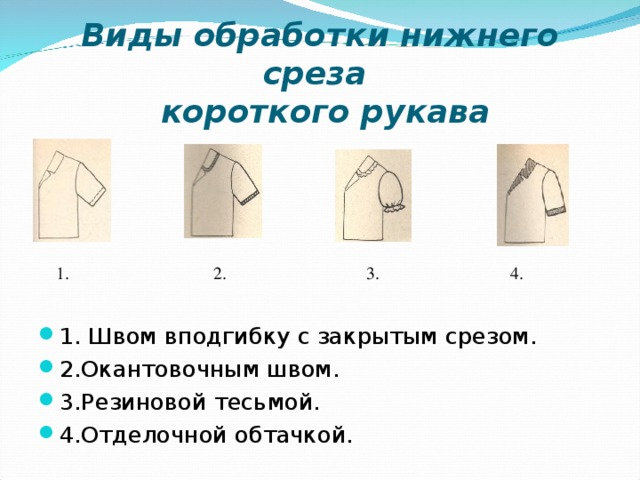 Виды обработки нижнего
среза
короткого рукава
1. 2. 3. 4.
1. Швом вподгибку с закрытым срезом.
2.Окантовочным швом.
3.Резиновой тесьмой.
4.Отделочной обтачкой.